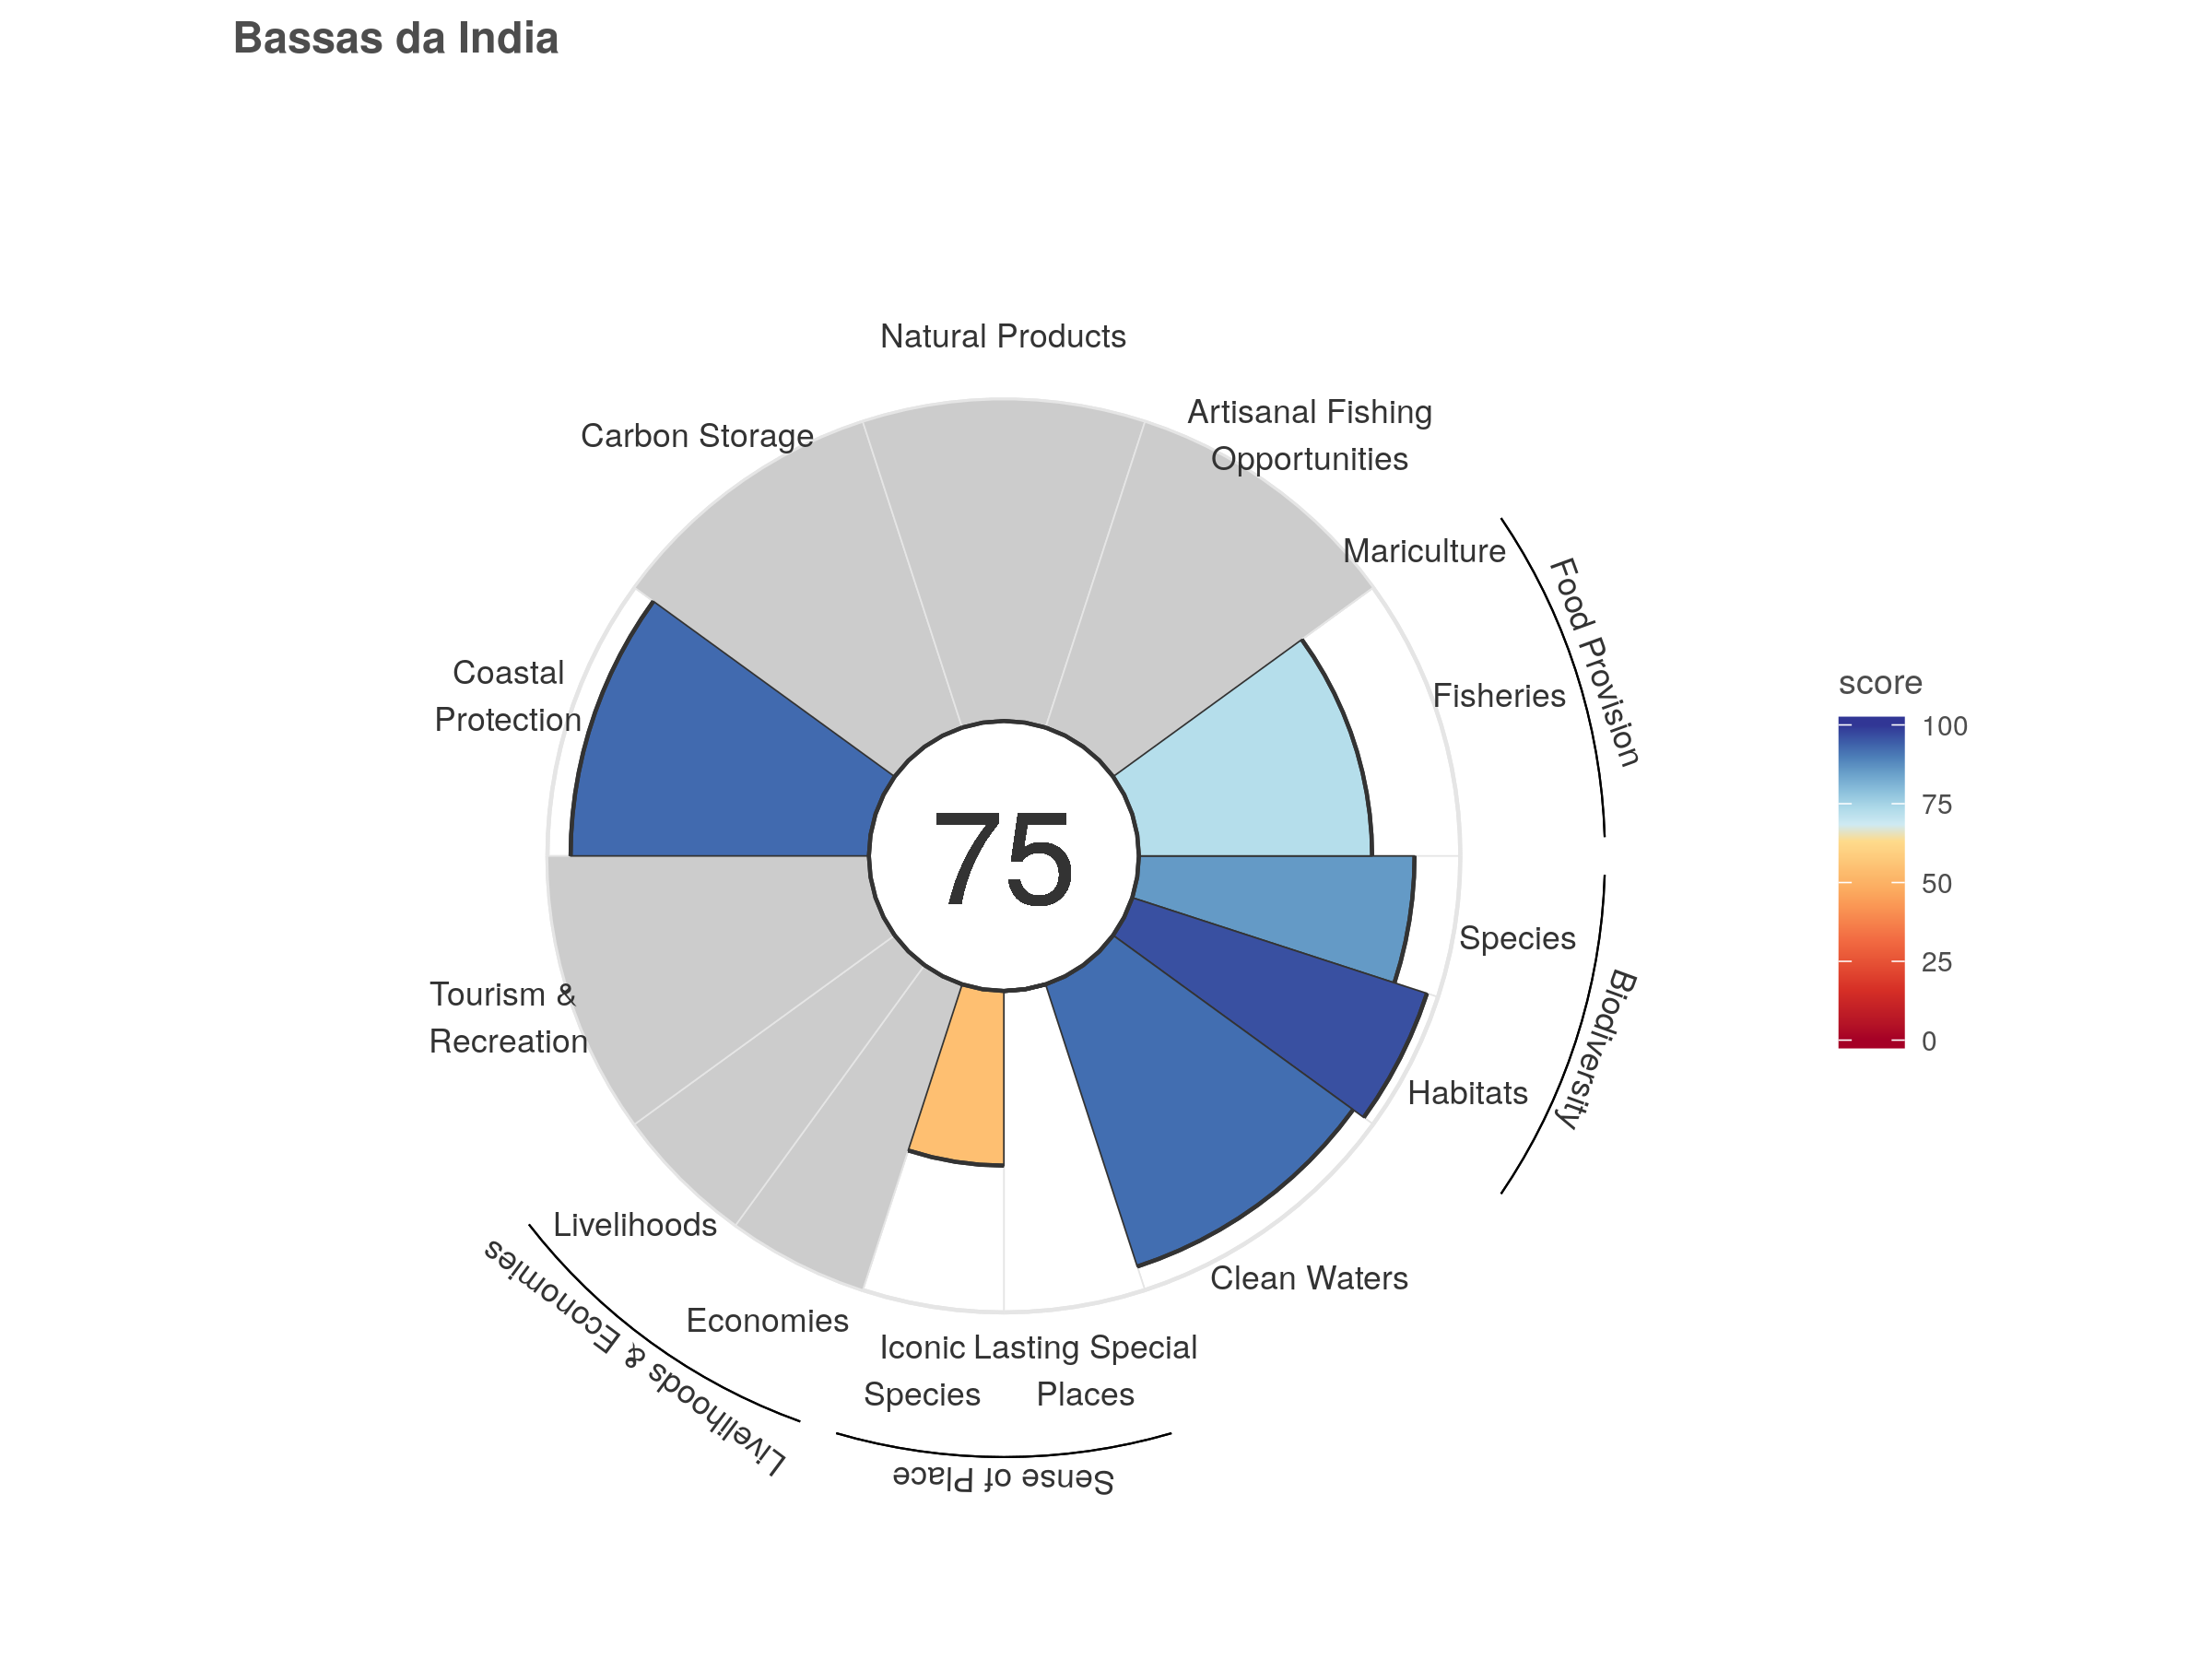 Bassas da India
Natural Products
Artisanal Fishing
Opportunities
Carbon Storage
Mariculture
Food Provision
Fisheries
Coastal
Protection
score
100
75
50
25
0
75
Species
Biodiversity
Habitats
Tourism &
Recreation
Livelihoods
Livelihoods & Economies
Economies
Clean Waters
Iconic
Species
Lasting Special
Places
Sense of Place